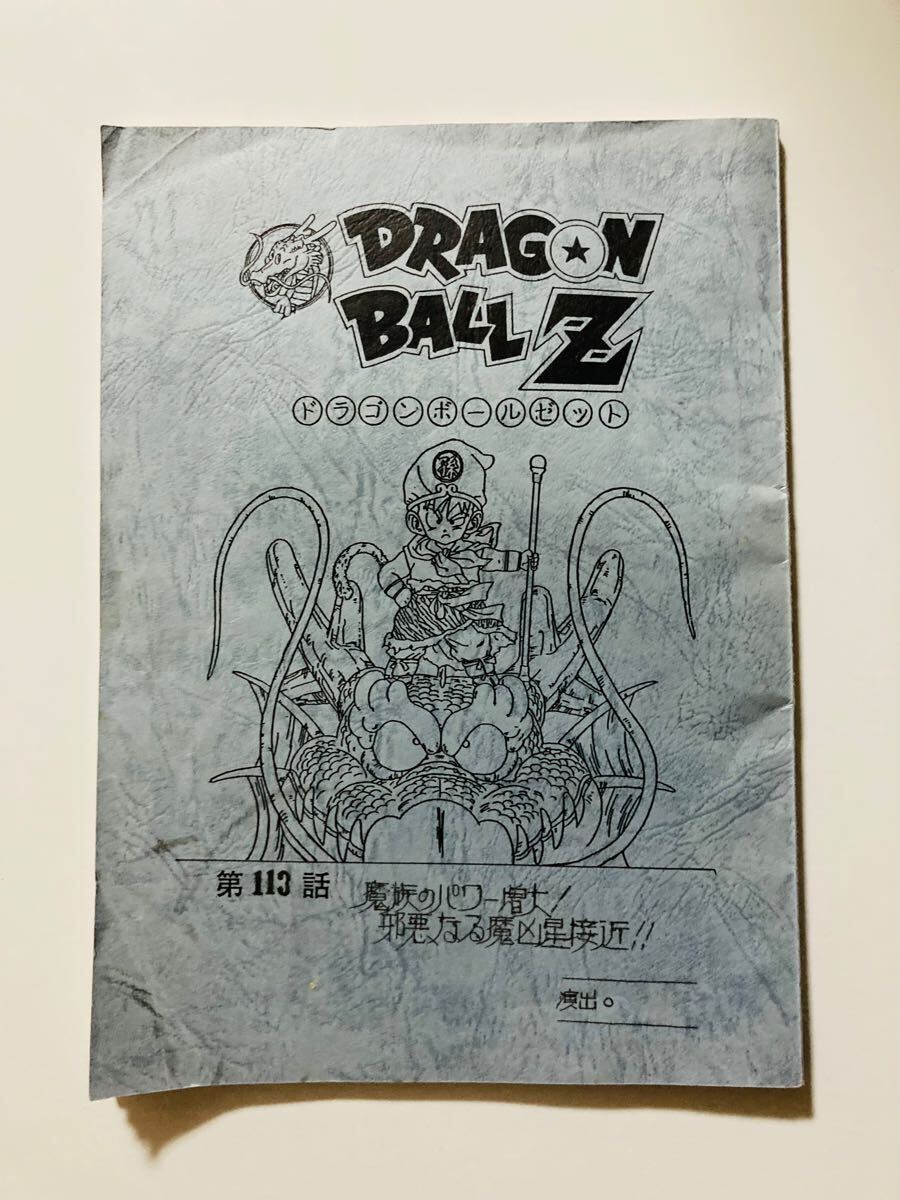 DRAGON
BALL Z
ドラゴンボールゼット
第113話
魔族のパワー増大!
邪悪なる魔凶星接近!!
演出。